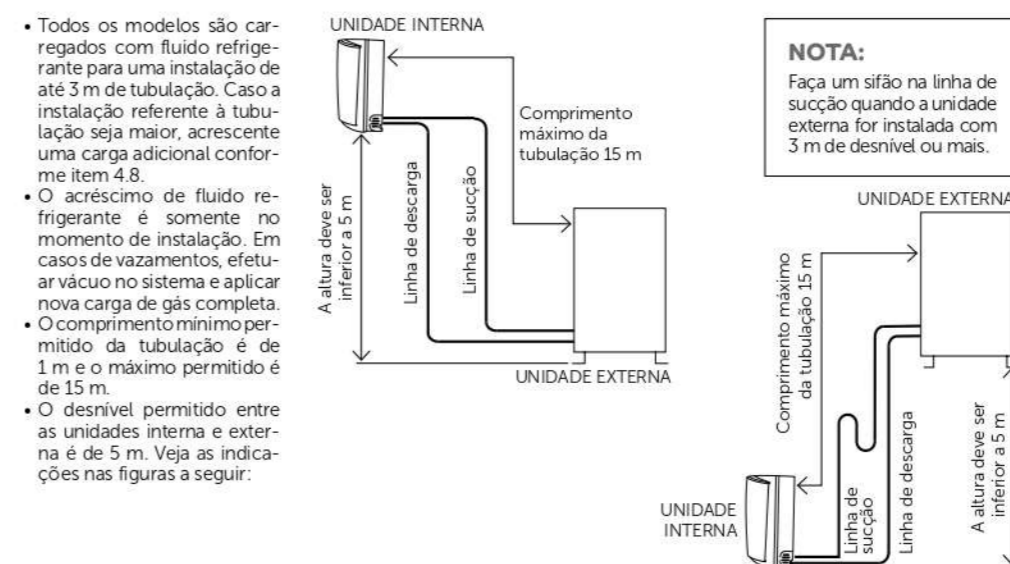 • Todos os modelos são car-
regados com fluido refrige-
rante para uma instalação de
até 3 m de tubulação. Caso a
instalação referente à tubu-
lação seja maior, acrescente
uma carga adicional confor-
me item 4.8.
• O acréscimo de fluido re-
frigerante é somente no
momento de instalação. Em
casos de vazamentos, efetu-
ar vácuo no sistema e aplicar
nova carga de gás completa.
• O comprimento mínimo per-
mitido da tubulação é de
1 m e o máximo permitido é
de 15 m.
• O desnível permitido entre
as unidades interna e exter-
na é de 5 m. Veja as indica-
ções nas figuras a seguir:
UNIDADE INTERNA
Comprimento
máximo da
tubulação 15 m
A altura deve ser
inferior a 5 m
Linha de descarga
Linha de sucção
UNIDADE EXTERNA
NOTA:
Faça um sifão na linha de
sucção quando a unidade
externa for instalada com
3 m de desnível ou mais.
UNIDADE EXTERNA
Comprimento máximo
da tubulação 15 m
UNIDADE
INTERNA
Linha de
sucção
Linha de descarga
A altura deve ser
inferior a 5 m